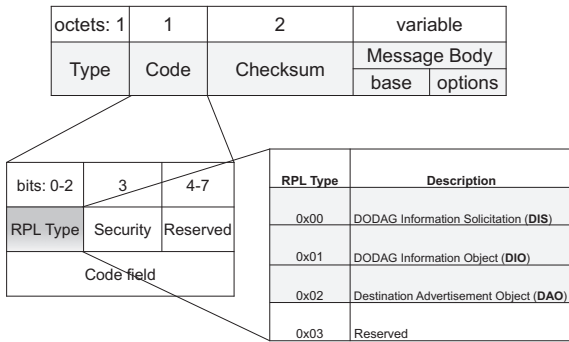 octets: 1 1 2 variable
Type Code Checksum Message Body
base options
bits: 0-2 3 4-7
RPL Type Security Reserved
Code field
RPL Type Description
0x00 DODAG Information Solicitation (DIS)
0x01 DODAG Information Object (DIO)
0x02 Destination Advertisement Object (DAO)
0x03 Reserved